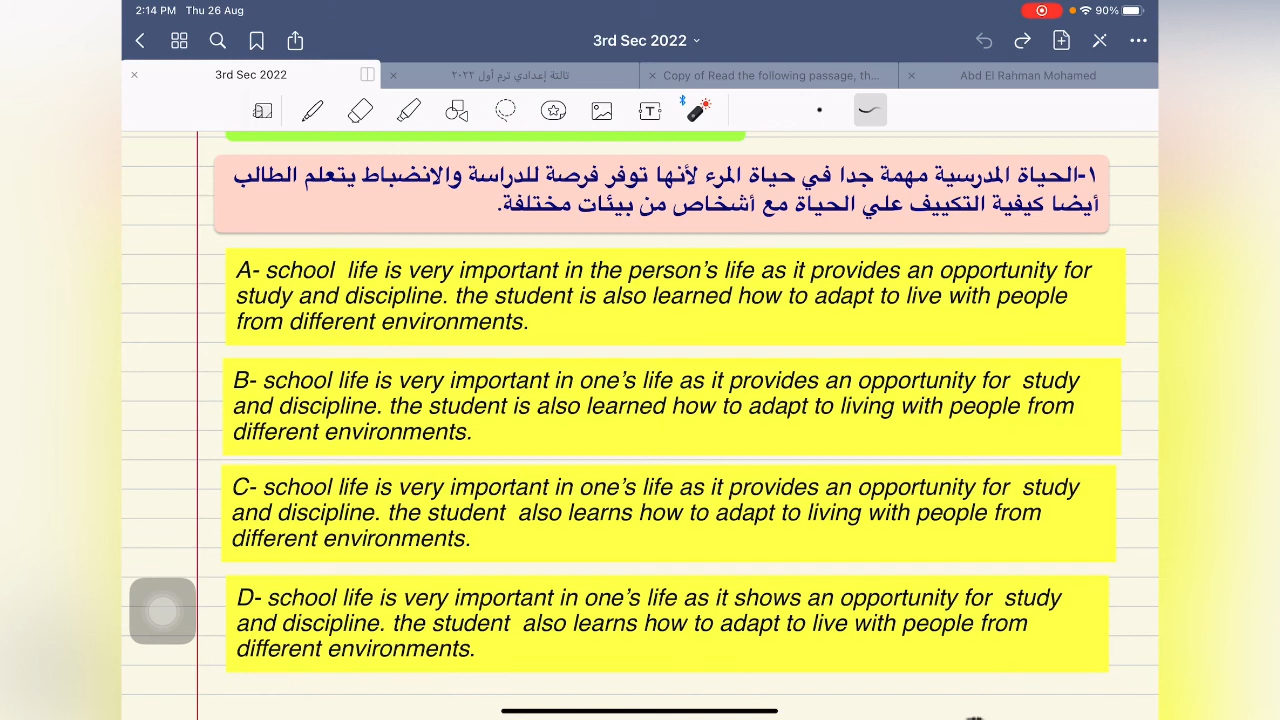 2:14 PM Thu 26 Aug
90%
3rd Sec 2022
3rd Sec 2022
ثالثة إعدادي ترم أول ٢٠٢٢
Copy of Read the following passage, th...
Abd El Rahman Mohamed
١-الحياة المدرسية مهمة جدا في حياة المرء لأنها توفر فرصة للدراسة والانضباط يتعلم الطالب
أيضا كيفية التكييف علي الحياة مع أشخاص من بيئات مختلفة.
A- school life is very important in the person's life as it provides an opportunity for
study and discipline. the student is also learned how to adapt to live with people
from different environments.
B- school life is very important in one's life as it provides an opportunity for study
and discipline. the student is also learned how to adapt to living with people from
different environments.
C- school life is very important in one's life as it provides an opportunity for study
and discipline. the student also learns how to adapt to living with people from
different environments.
D- school life is very important in one's life as it shows an opportunity for study
and discipline. the student also learns how to adapt to live with people from
different environments.